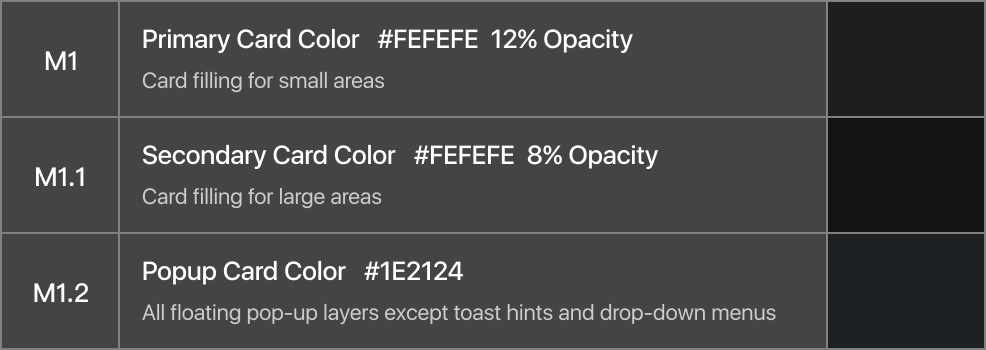 M1
Primary Card Color #FEFEFE 12% Opacity
Card filling for small areas
M1.1
Secondary Card Color #FEFEFE 8% Opacity
Card filling for large areas
M1.2
Popup Card Color #1E2124
All floating pop-up layers except toast hints and drop-down menus